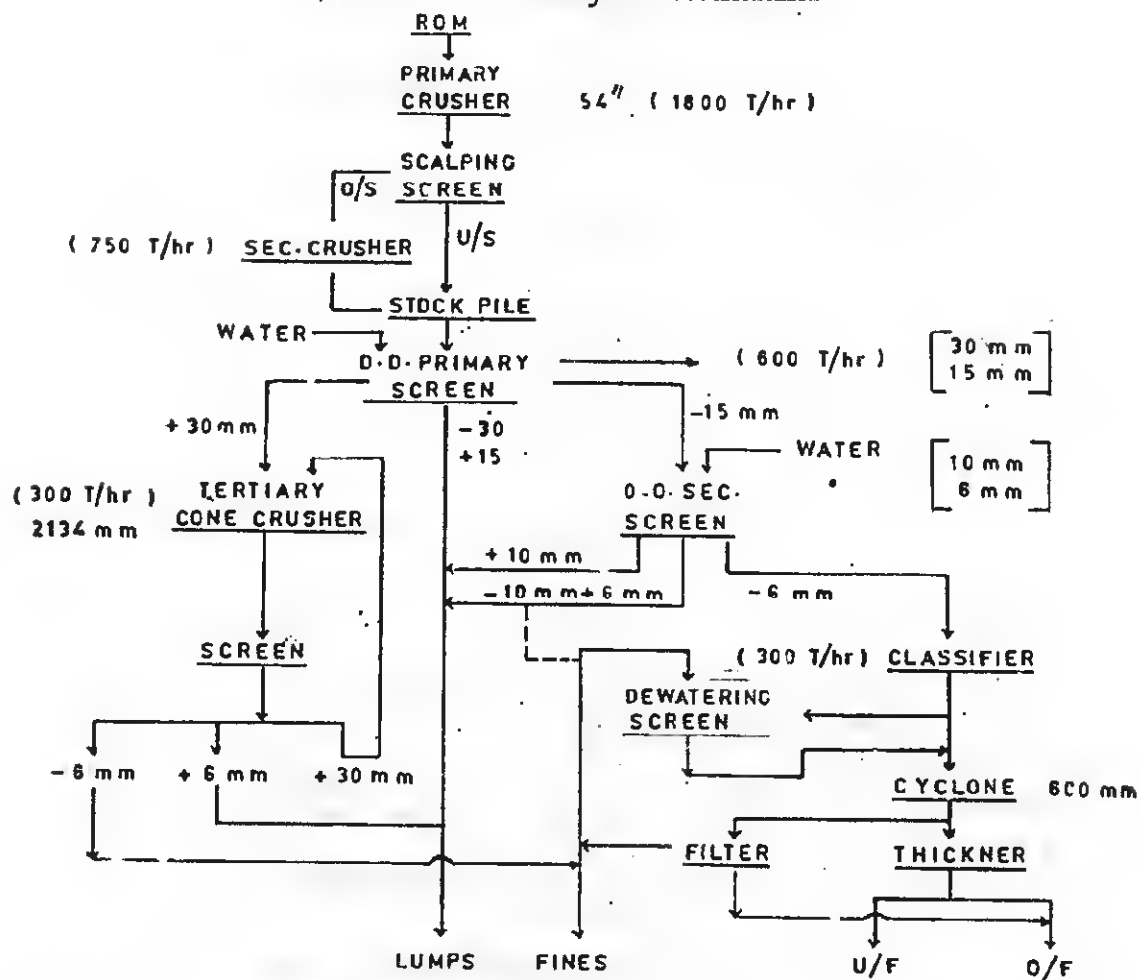 ROM
PRIMARY
CRUSHER
54" ( 1800 T/hr )
SCALPING
SCREEN
O/S
U/S
( 750 T/hr )
SEC. CRUSHER
STOCK PILE
WATER
D.D. PRIMARY
SCREEN
( 600 T/hr )
30 mm
15 mm
+ 30 mm
- 30
+ 15
-15 mm
WATER
10 mm
6 mm
( 300 T/hr )
2134 mm
TERTIARY
CONE CRUSHER
D.D. SEC.
SCREEN
+ 10 mm
- 10 mm + 6 mm
- 6 mm
SCREEN
( 300 T/hr )
CLASSIFIER
DEWATERING
SCREEN
- 6 mm
+ 6 mm
+ 30 mm
CYCLONE
600 mm
FILTER
THICKNER
LUMPS
FINES
U/F
O/F